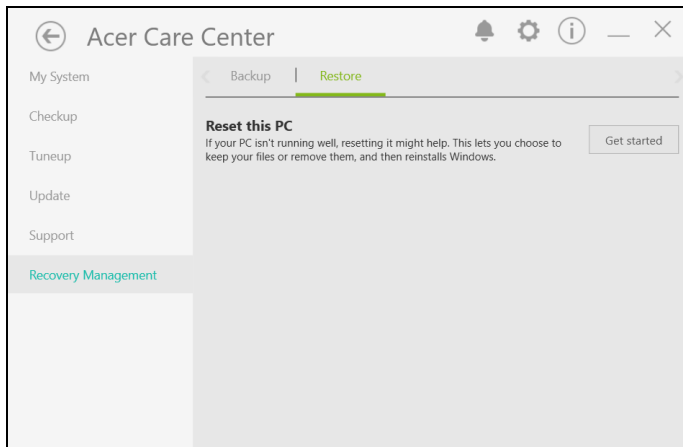 Acer Care Center
My System
Backup | Restore
Checkup
Reset this PC
If your PC isn't running well, resetting it might help. This lets you choose to
keep your files or remove them, and then reinstalls Windows.
Get started
Tuneup
Update
Support
Recovery Management